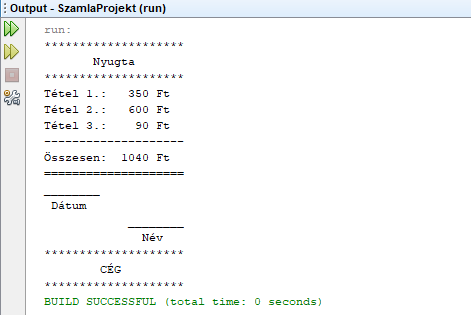 Output - SzamlaProjekt (run)
run:
********************
Nyugta
********************
Tétel 1.: 350 Ft
Tétel 2.: 600 Ft
Tétel 3.: 90 Ft
--------------------
Összesen: 1040 Ft
====================
________
Dátum
________
Név
********************
CÉG
********************
BUILD SUCCESSFUL (total time: 0 seconds)